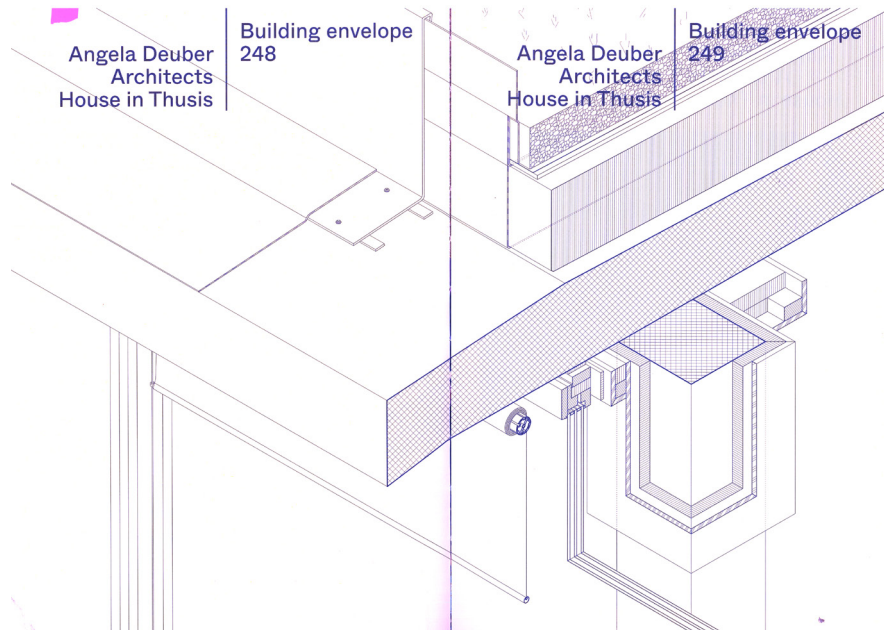 Angela Deuber
Architects
House in Thusis
Building envelope
248
Angela Deuber
Architects
House in Thusis
Building envelope
249